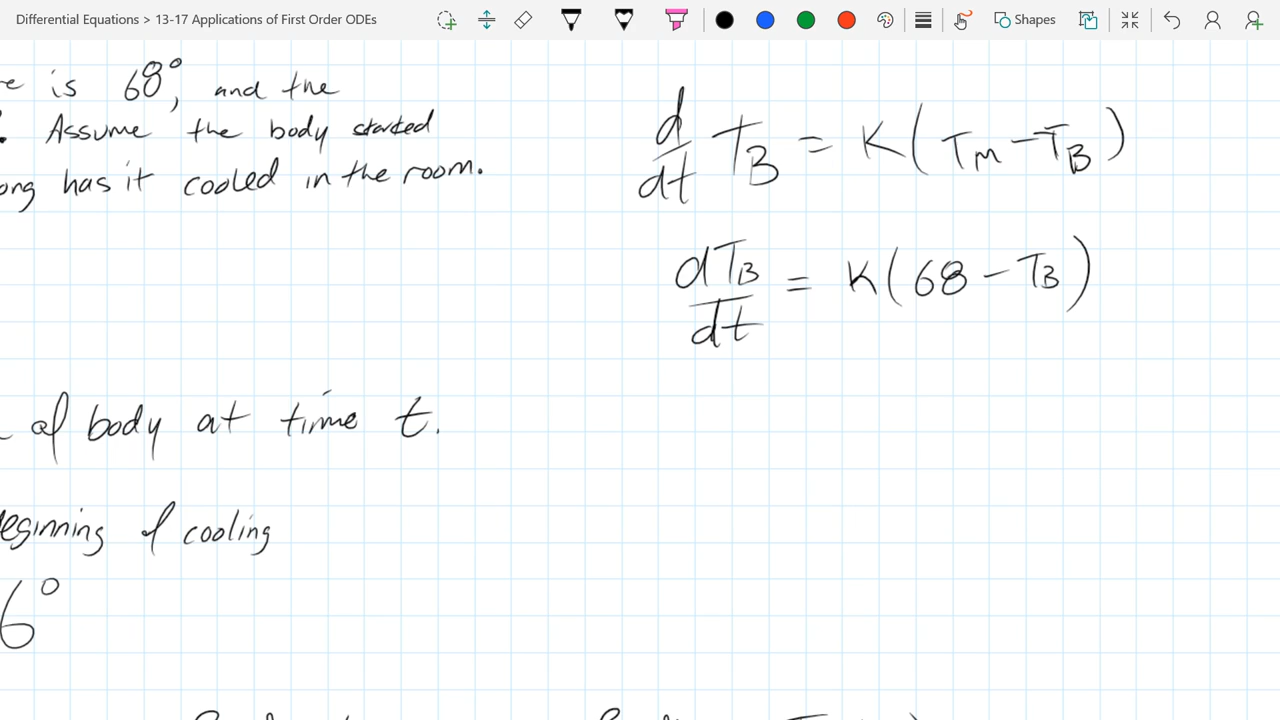 Differential Equations > 13-17 Applications of First Order ODEs
Shapes
is 68°, and the
Assume the body started
has it cooled in the room.
d/dt T_B = K(T_M - T_B)
dT_B/dt = K(68 - T_B)
of body at time t.
of cooling
6°